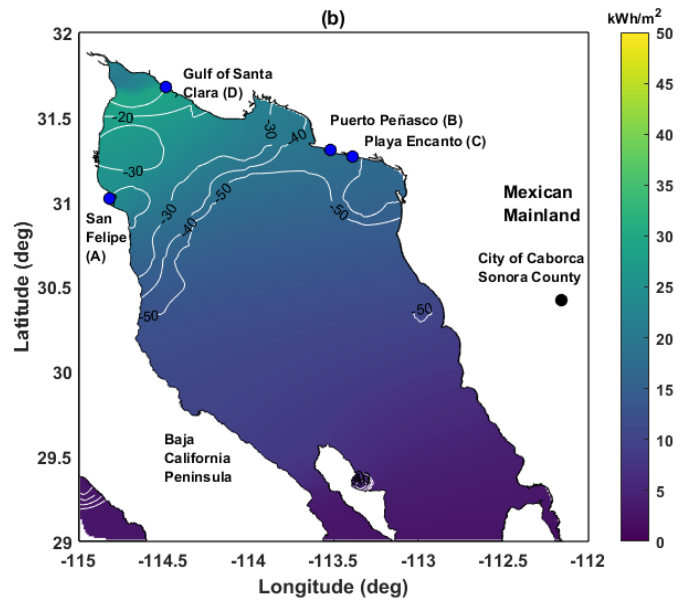 (b)
kWh/m²
32
31.5
31
30.5
30
29.5
29
Latitude (deg)
Gulf of Santa
Clara (D)
Puerto Peñasco (B)
Playa Encanto (C)
San
Felipe
(A)
Mexican
Mainland
City of Caborca
Sonora County
Baja
California
Peninsula
-20
-30
-30
-40
-50
-30
-40
-50
-50
-50
-115
-114.5
-114
-113.5
-113
-112.5
-112
Longitude (deg)
50
45
40
35
30
25
20
15
10
5
0